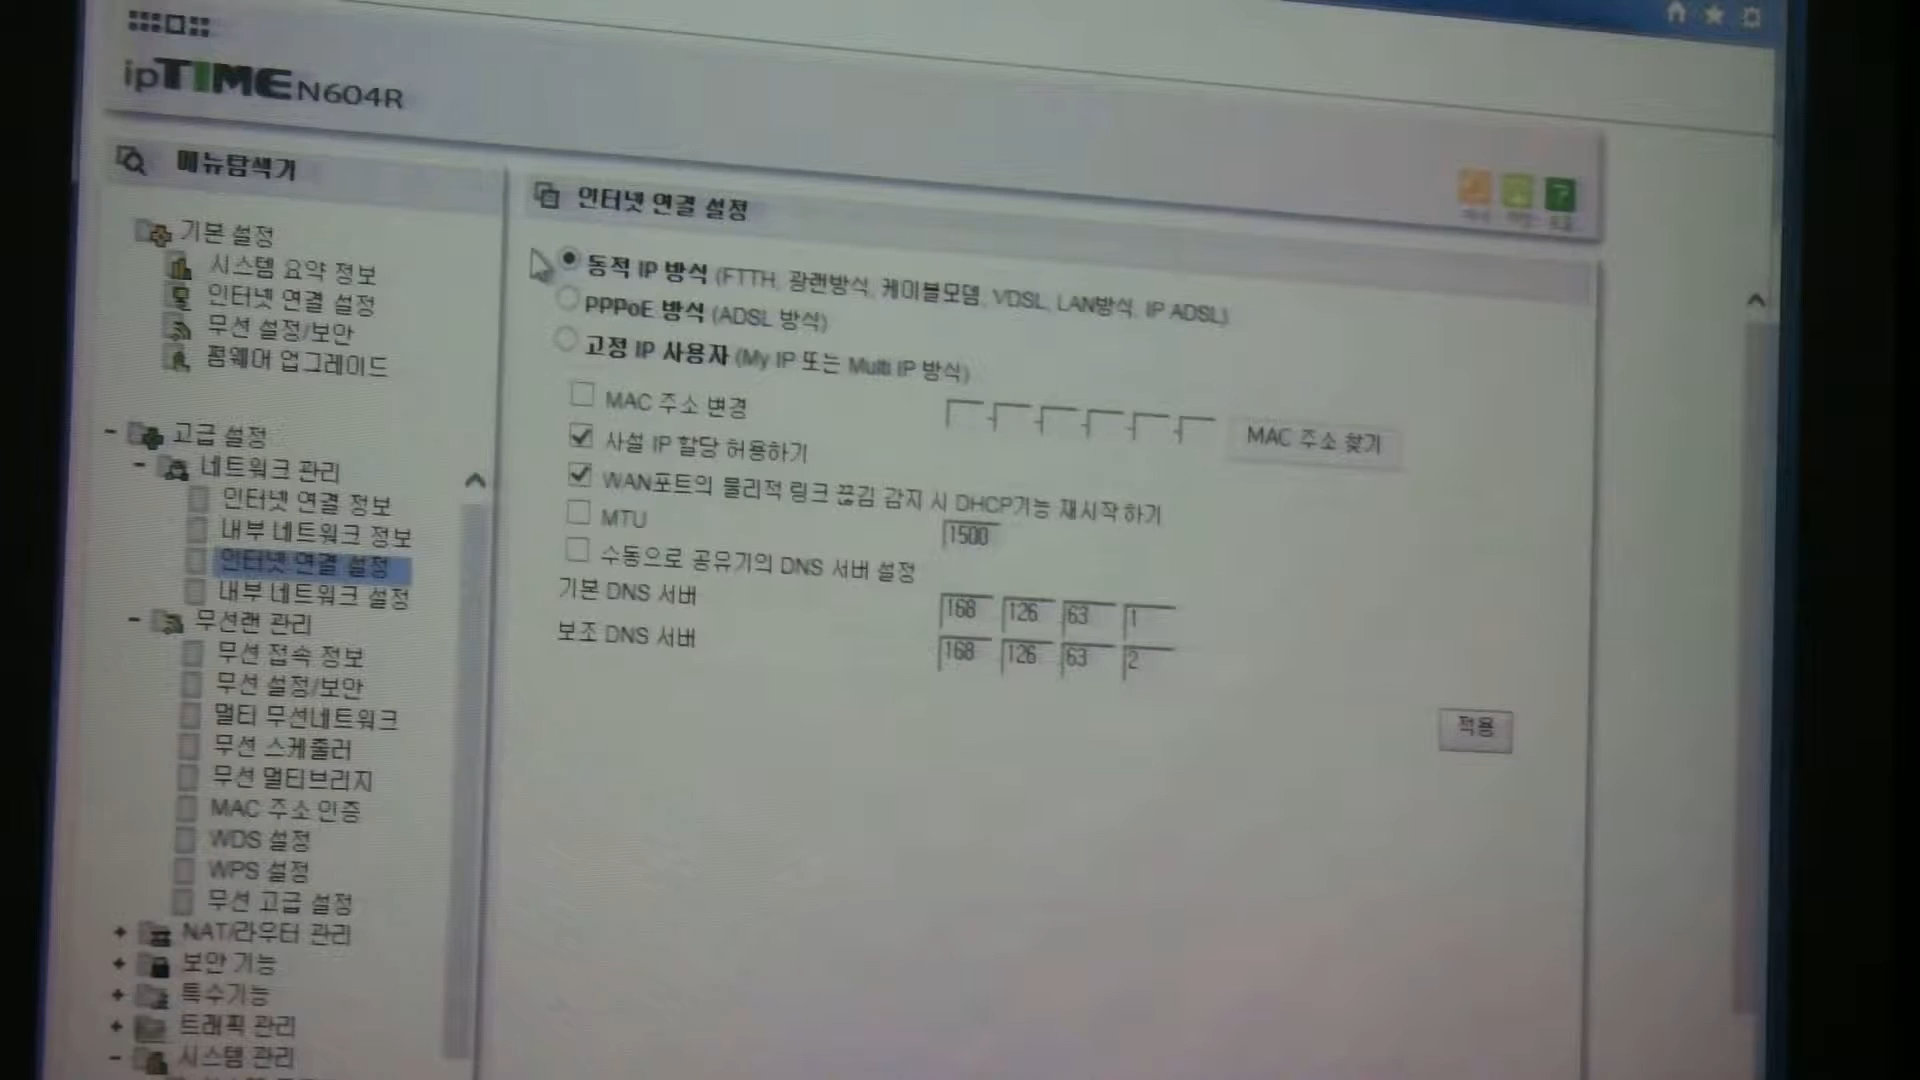 ipTIME N604R
메뉴탐색기
기본 설정
시스템 요약 정보
인터넷 연결 설정
무선 설정/보안
펌웨어 업그레이드
고급 설정
네트워크 관리
인터넷 연결 정보
내부 네트워크 정보
인터넷 연결 설정
내부 네트워크 설정
무선랜 관리
무선 접속 정보
무선 설정/보안
멀티 무선네트워크
무선 스케줄러
무선 멀티브리지
MAC 주소 인증
WDS 설정
WPS 설정
무선 고급 설정
NAT/라우터 관리
보안 기능
특수기능
트래픽 관리
시스템 관리
인터넷 연결 설정
동적 IP 방식 (FTTH, 광랜방식, 케이블모뎀, VDSL, LAN방식, IP ADSL)
PPPoE 방식 (ADSL 방식)
고정 IP 사용자 (My IP 또는 Multi IP 방식)
MAC 주소 변경 MAC 주소 찾기
사설 IP 할당 허용하기
WAN포트의 물리적 링크 끊김 감지 시 DHCP기능 재시작 하기
MTU 1500
수동으로 공유기의 DNS 서버 설정
기본 DNS 서버 168 126 63 1
보조 DNS 서버 168 126 63 2
적용